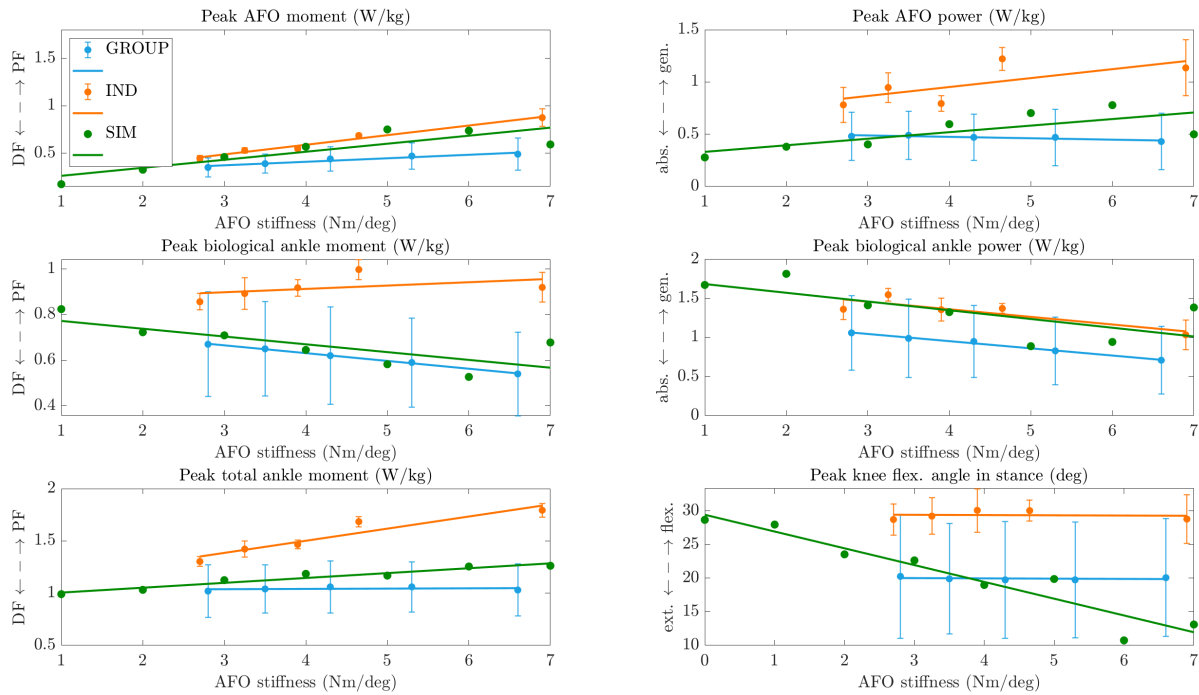 Peak AFO moment (W/kg)
DF ← – → PF
1.5
1
0.5
GROUP
IND
SIM
1 2 3 4 5 6 7
AFO stiffness (Nm/deg)
Peak AFO power (W/kg)
abs. ← – → gen.
1.5
1
0.5
0
1 2 3 4 5 6 7
AFO stiffness (Nm/deg)
Peak biological ankle moment (W/kg)
DF ← – → PF
1
0.8
0.6
0.4
1 2 3 4 5 6 7
AFO stiffness (Nm/deg)
Peak biological ankle power (W/kg)
abs. ← – → gen.
2
1.5
1
0.5
0
1 2 3 4 5 6 7
AFO stiffness (Nm/deg)
Peak total ankle moment (W/kg)
DF ← – → PF
2
1.5
1
0.5
1 2 3 4 5 6 7
AFO stiffness (Nm/deg)
Peak knee flex. angle in stance (deg)
ext. ← – → flex.
30
25
20
15
10
0 1 2 3 4 5 6 7
AFO stiffness (Nm/deg)